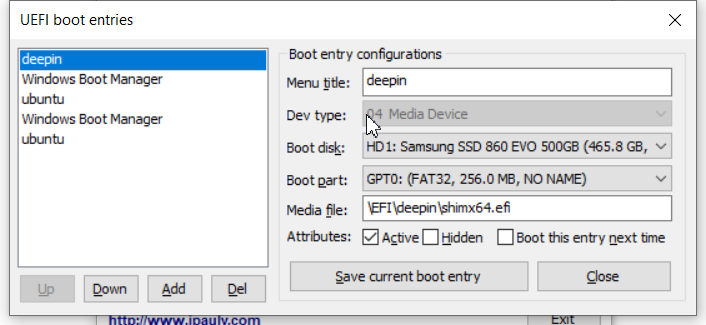 UEFI boot entries
deepin
Windows Boot Manager
ubuntu
Windows Boot Manager
ubuntu
Up
Down
Add
Del
Boot entry configurations
Menu title:
deepin
Dev type:
04 Media Device
Boot disk:
HD1: Samsung SSD 860 EVO 500GB (465.8 GB,
Boot part:
GPT0: (FAT32, 256.0 MB, NO NAME)
Media file:
\EFI\deepin\shimx64.efi
Attributes:
Active
Hidden
Boot this entry next time
Save current boot entry
Close
http://www.ipauly.com
Exit